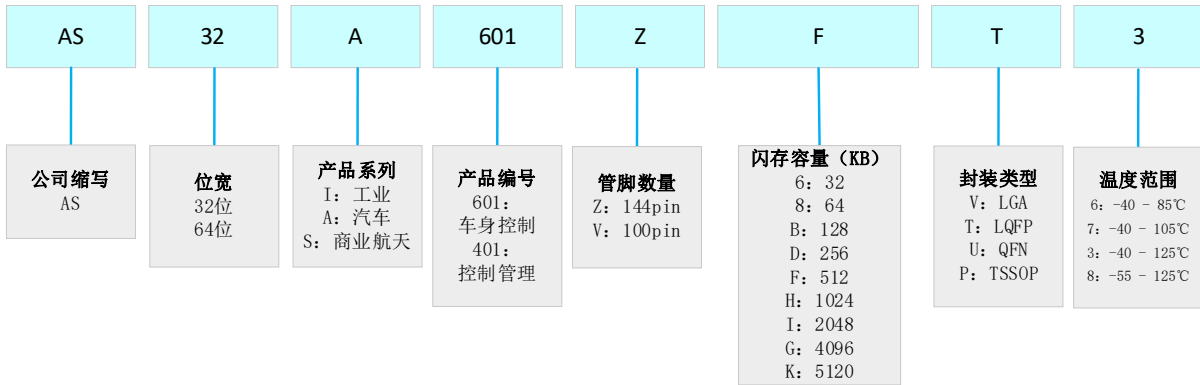 AS
32
A
601
Z
F
T
3
公司缩写
AS
位宽
32位
64位
产品系列
I：工业
A：汽车
S：商业航天
产品编号
601：
车身控制
401：
控制管理
管脚数量
Z：144pin
V：100pin
闪存容量（KB）
6：32
8：64
B：128
D：256
F：512
H：1024
I：2048
G：4096
K：5120
封装类型
V：LGA
T：LQFP
U：QFN
P：TSSOP
温度范围
6：-40 - 85℃
7：-40 - 105℃
3：-40 - 125℃
8：-55 - 125℃